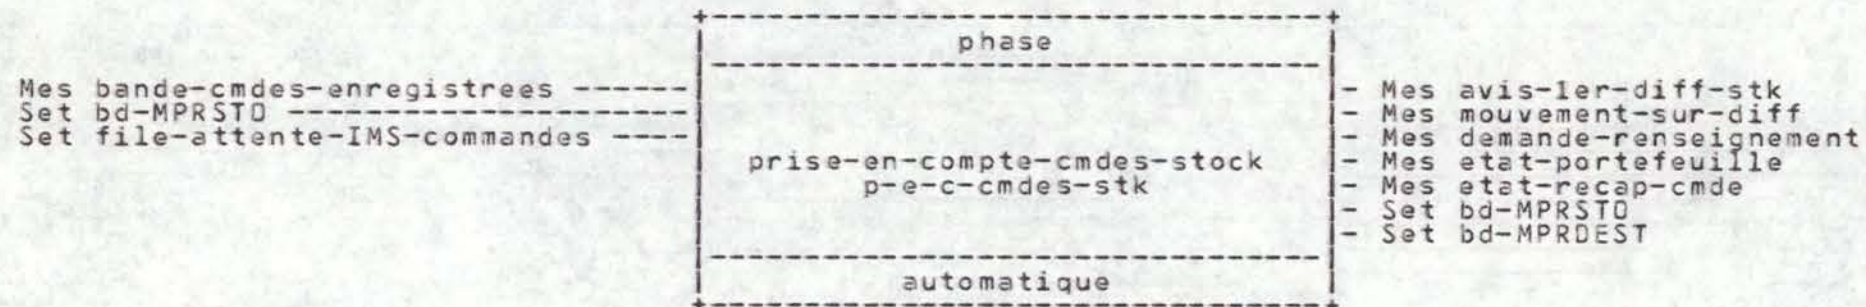 phase
Mes bande-cmdes-enregistrees
Set bd-MPRSTO
Set file-attente-IMS-commandes
prise-en-compte-cmdes-stock
p-e-c-cmdes-stk
- Mes avis-1er-diff-stk
- Mes mouvement-sur-diff
- Mes demande-renseignement
- Mes etat-portefeuille
- Mes etat-recap-cmde
- Set bd-MPRSTO
- Set bd-MPRDEST
automatique